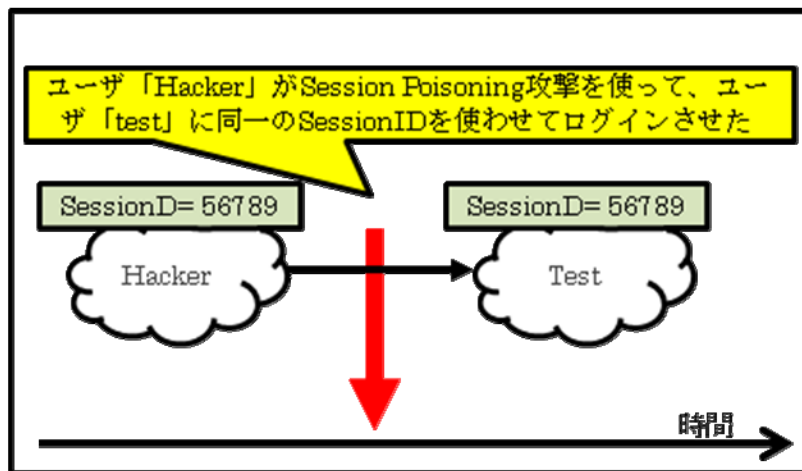 ユーザ「Hacker」がSession Poisoning攻撃を使って、ユー
ザ「test」に同一のSessionIDを使わせてログインさせた
SessionD= 56789
SessionD= 56789
Hacker
Test
時間